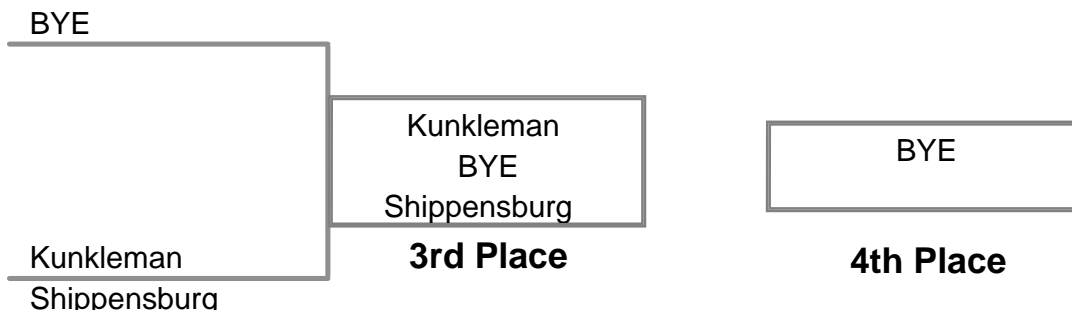 BYE
Kunkleman
BYE
Shippensburg
3rd Place
BYE
4th Place
Kunkleman
Shippensburg